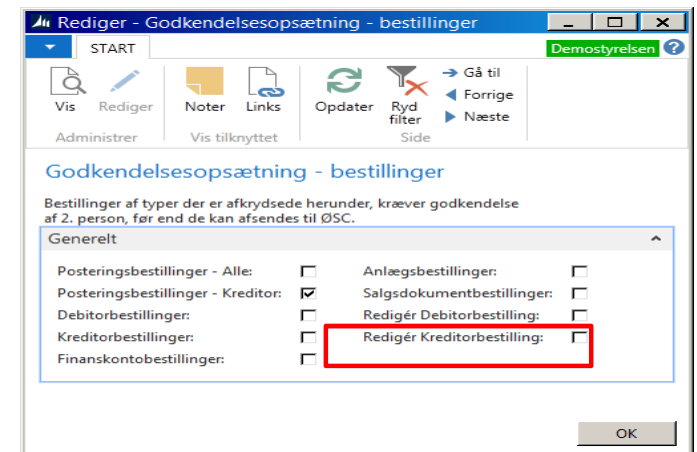 Rediger - Godkendelsesopsætning - bestillinger
START
Demostyrelsen
Vis
Rediger
Noter
Links
Opdater
Ryd
filter
Gå til
Forrige
Næste
Administrer
Vis tilknyttet
Side
Godkendelsesopsætning - bestillinger
Bestillinger af typer der er afkrydsede herunder, kræver godkendelse
af 2. person, før end de kan afsendes til ØSC.
Generelt
Posteringsbestillinger - Alle:
Anlægsbestillinger:
Posteringsbestillinger - Kreditor:
Salgsdokumentbestillinger:
Debitorbestillinger:
Redigér Debitorbestilling:
Kreditorbestillinger:
Redigér Kreditorbestilling:
Finanskontobestillinger:
OK